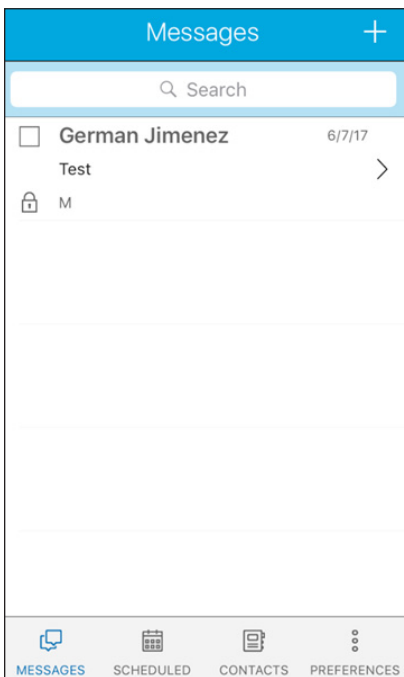 Messages
Search
German Jimenez 6/7/17
Test
M
MESSAGES SCHEDULED CONTACTS PREFERENCES